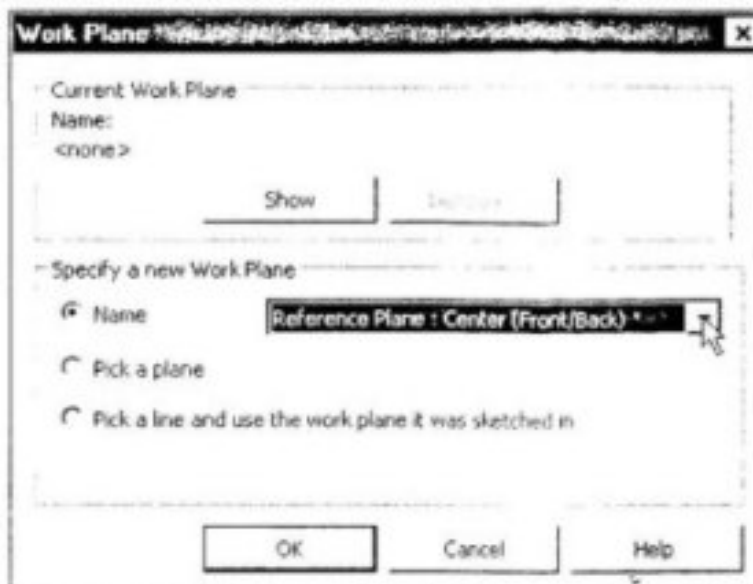 Work Plane
Current Work Plane
Name:
<none>
Show
Specify a new Work Plane
Name
Reference Plane : Center (Front/Back)
Pick a plane
Pick a line and use the work plane it was sketched in
OK
Cancel
Help